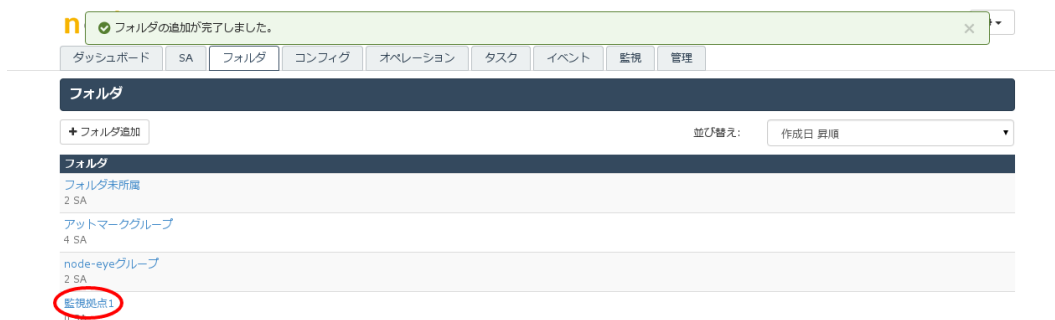 フォルダの追加が完了しました。
ダッシュボード SA フォルダ コンフィグ オペレーション タスク イベント 監視 管理
フォルダ
フォルダ追加 並び替え: 作成日 昇順
フォルダ
フォルダ未所属
2 SA
アットマークグループ
4 SA
node-eyeグループ
2 SA
監視拠点1